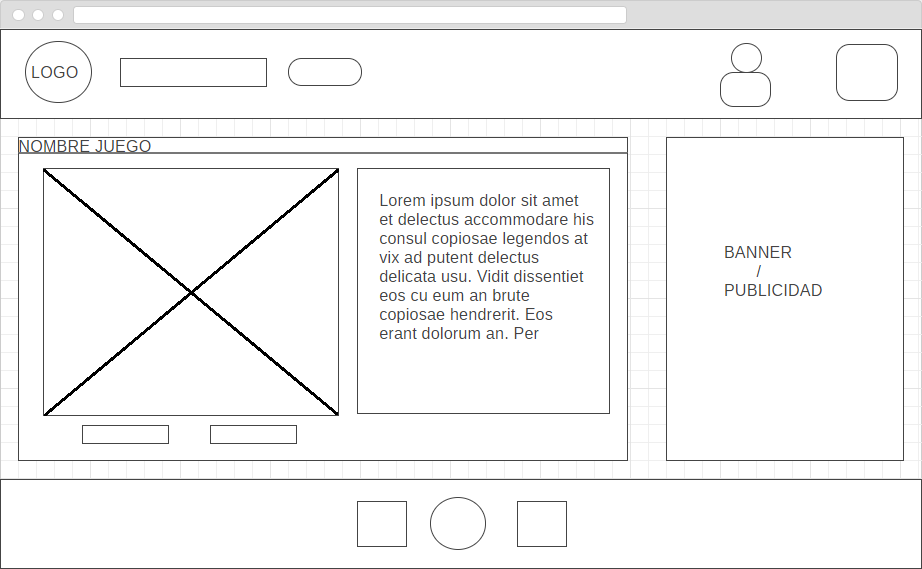 LOGO
NOMBRE JUEGO
Lorem ipsum dolor sit amet
et delectus accommodare his
consul copiosae legendos at
vix ad putent delectus
delicata usu. Vidit dissentiet
eos cu eum an brute
copiosae hendrerit. Eos
erant dolorum an. Per
BANNER
/
PUBLICIDAD